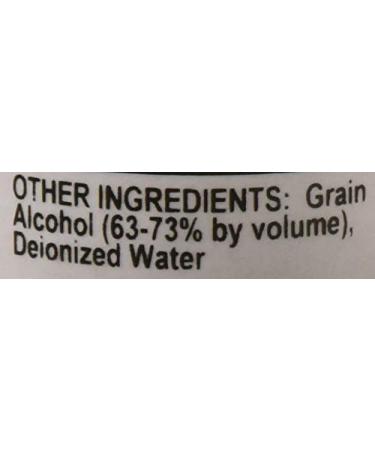 OTHER INGREDIENTS: Grain
Alcohol (63-73% by volume),
Deionized Water